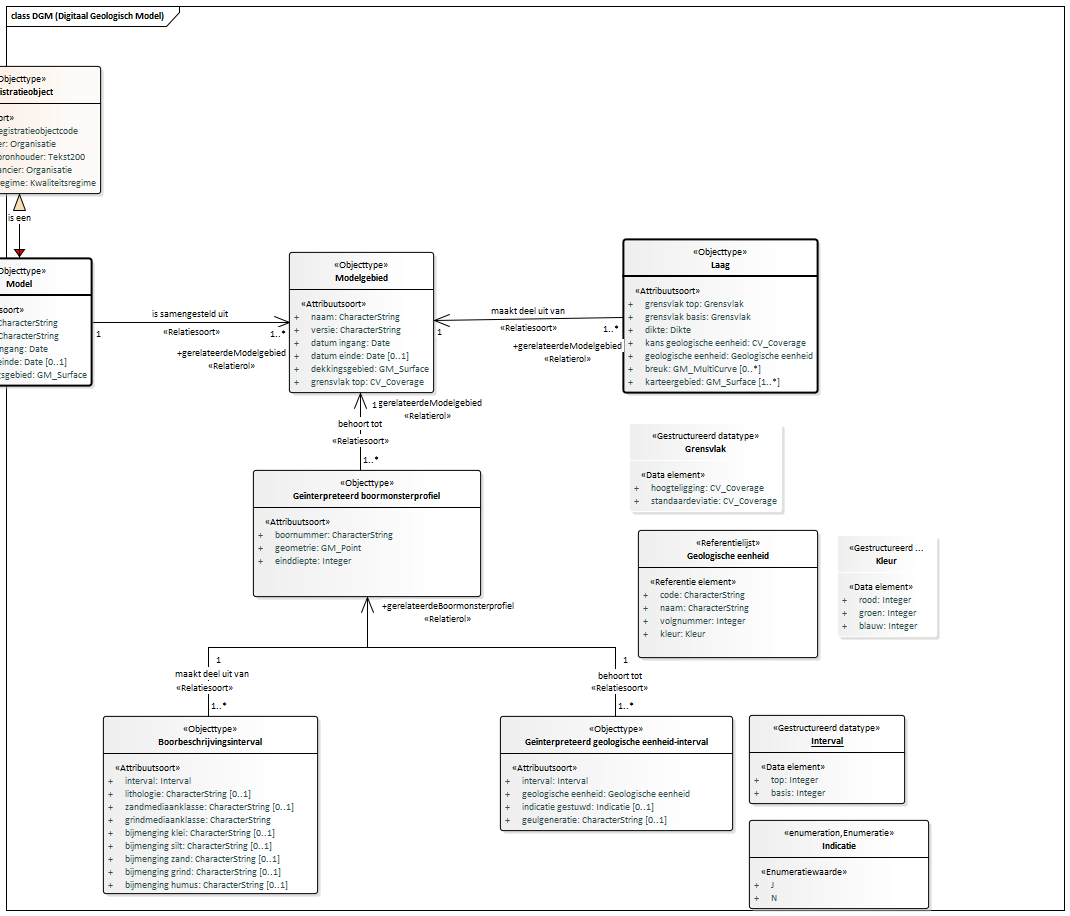 class DGM (Digitaal Geologisch Model)
Objecttype»
istratieobject
ort»
egistratieobjectcode
er: Organisatie
bronhouder: Tekst200
ancier: Organisatie
regime: Kwaliteitsregime
is een
Objecttype»
Model
soort»
CharacterString
CharacterString
ngang: Date
einde: Date [0..1]
gsgebied: GM_Surface
is samengesteld uit
«Relatiesoort»
1
1..*
+gerelateerdeModelgebied
«Relatierol»
«Objecttype»
Modelgebied
«Attribuutsoort»
+ naam: CharacterString
+ versie: CharacterString
+ datum ingang: Date
+ datum einde: Date [0..1]
+ dekkingsgebied: GM_Surface
+ grensvlak top: CV_Coverage
maakt deel uit van
«Relatiesoort»
1
1..*
+gerelateerdeModelgebied
«Relatierol»
«Objecttype»
Laag
«Attribuutsoort»
+ grensvlak top: Grensvlak
+ grensvlak basis: Grensvlak
+ dikte: Dikte
+ kans geologische eenheid: CV_Coverage
+ geologische eenheid: Geologische eenheid
+ breuk: GM_MultiCurve [0..*]
+ karteergebied: GM_Surface [1..*]
1
gerelateerdeModelgebied
«Relatierol»
behoort tot
«Relatiesoort»
1..*
«Objecttype»
Geïnterpreteerd boormonsterprofiel
«Attribuutsoort»
+ boornummer: CharacterString
+ geometrie: GM_Point
+ einddiepte: Integer
«Gestructureerd datatype»
Grensvlak
«Data element»
+ hoogteligging: CV_Coverage
+ standaardeviatie: CV_Coverage
«Referentielijst»
Geologische eenheid
«Referentie element»
+ code: CharacterString
+ naam: CharacterString
+ volgnummer: Integer
+ kleur: Kleur
«Gestructureerd ...
Kleur
«Data element»
+ rood: Integer
+ groen: Integer
+ blauw: Integer
+gerelateerdeBoormonsterprofiel
«Relatierol»
1
maakt deel uit van
«Relatiesoort»
1..*
1
behoort tot
«Relatiesoort»
1..*
«Objecttype»
Boorbeschrijvingsinterval
«Attribuutsoort»
+ interval: Interval
+ lithologie: CharacterString [0..1]
+ zandmediaanklasse: CharacterString [0..1]
+ grindmediaanklasse: CharacterString
+ bijmenging klei: CharacterString [0..1]
+ bijmenging silt: CharacterString [0..1]
+ bijmenging zand: CharacterString [0..1]
+ bijmenging grind: CharacterString [0..1]
+ bijmenging humus: CharacterString [0..1]
«Objecttype»
Geïnterpreteerd geologische eenheid-interval
«Attribuutsoort»
+ interval: Interval
+ geologische eenheid: Geologische eenheid
+ indicatie gestuwd: Indicatie [0..1]
+ geulgeneratie: CharacterString [0..1]
«Gestructureerd datatype»
Interval
«Data element»
+ top: Integer
+ basis: Integer
«enumeration,Enumeratie»
Indicatie
«Enumeratiewaarde»
+ J
+ N